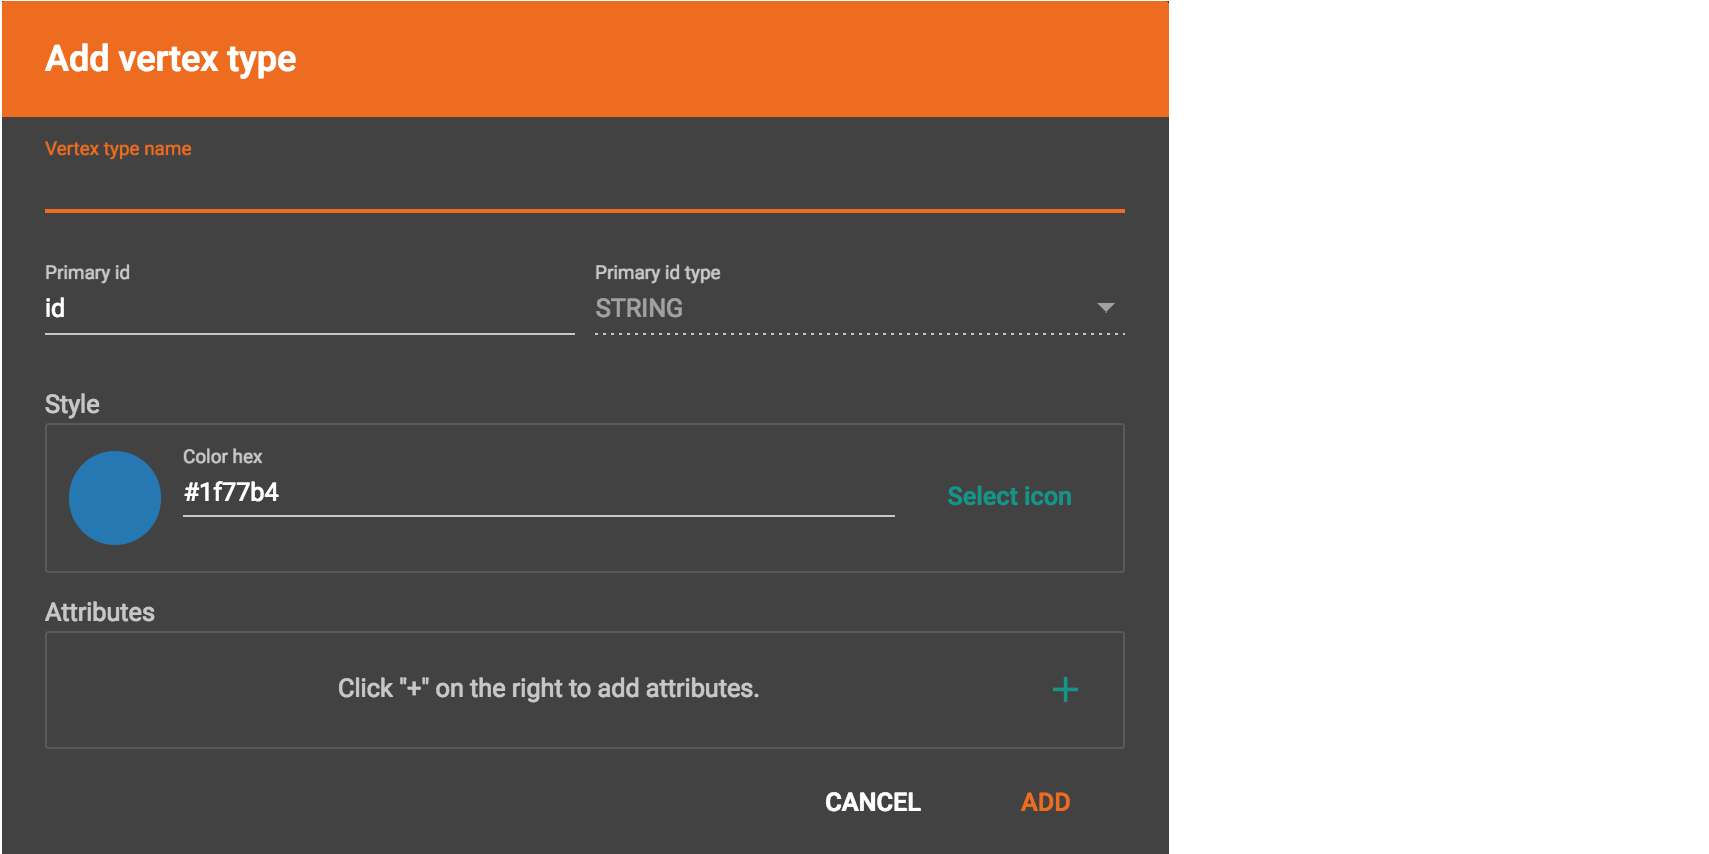 Add vertex type
Vertex type name
Primary id
Primary id type
id
STRING
Style
Color hex
#1f77b4
Select icon
Attributes
Click "+" on the right to add attributes.
+
CANCEL
ADD